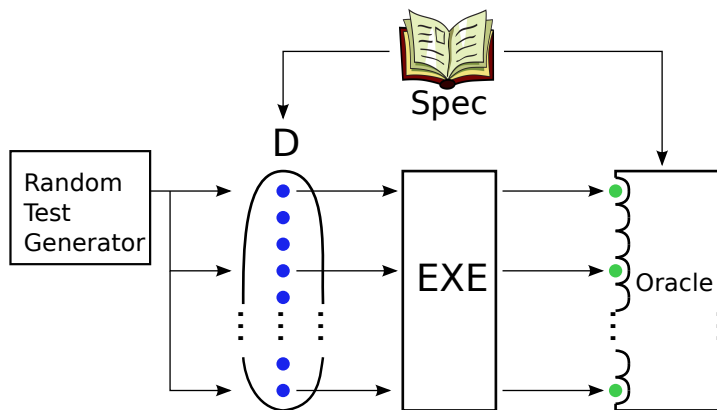 Spec
D
Random
Test
Generator
EXE
Oracle